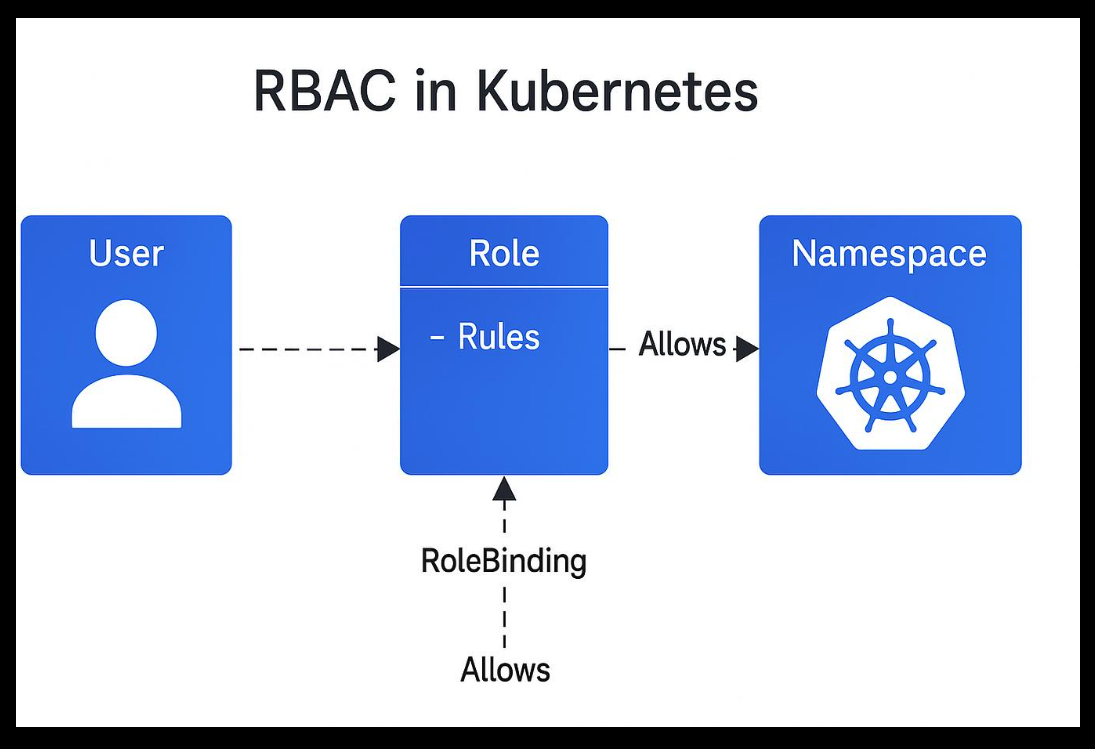 RBAC in Kubernetes
User
Role
- Rules
Allows
Namespace
RoleBinding
Allows